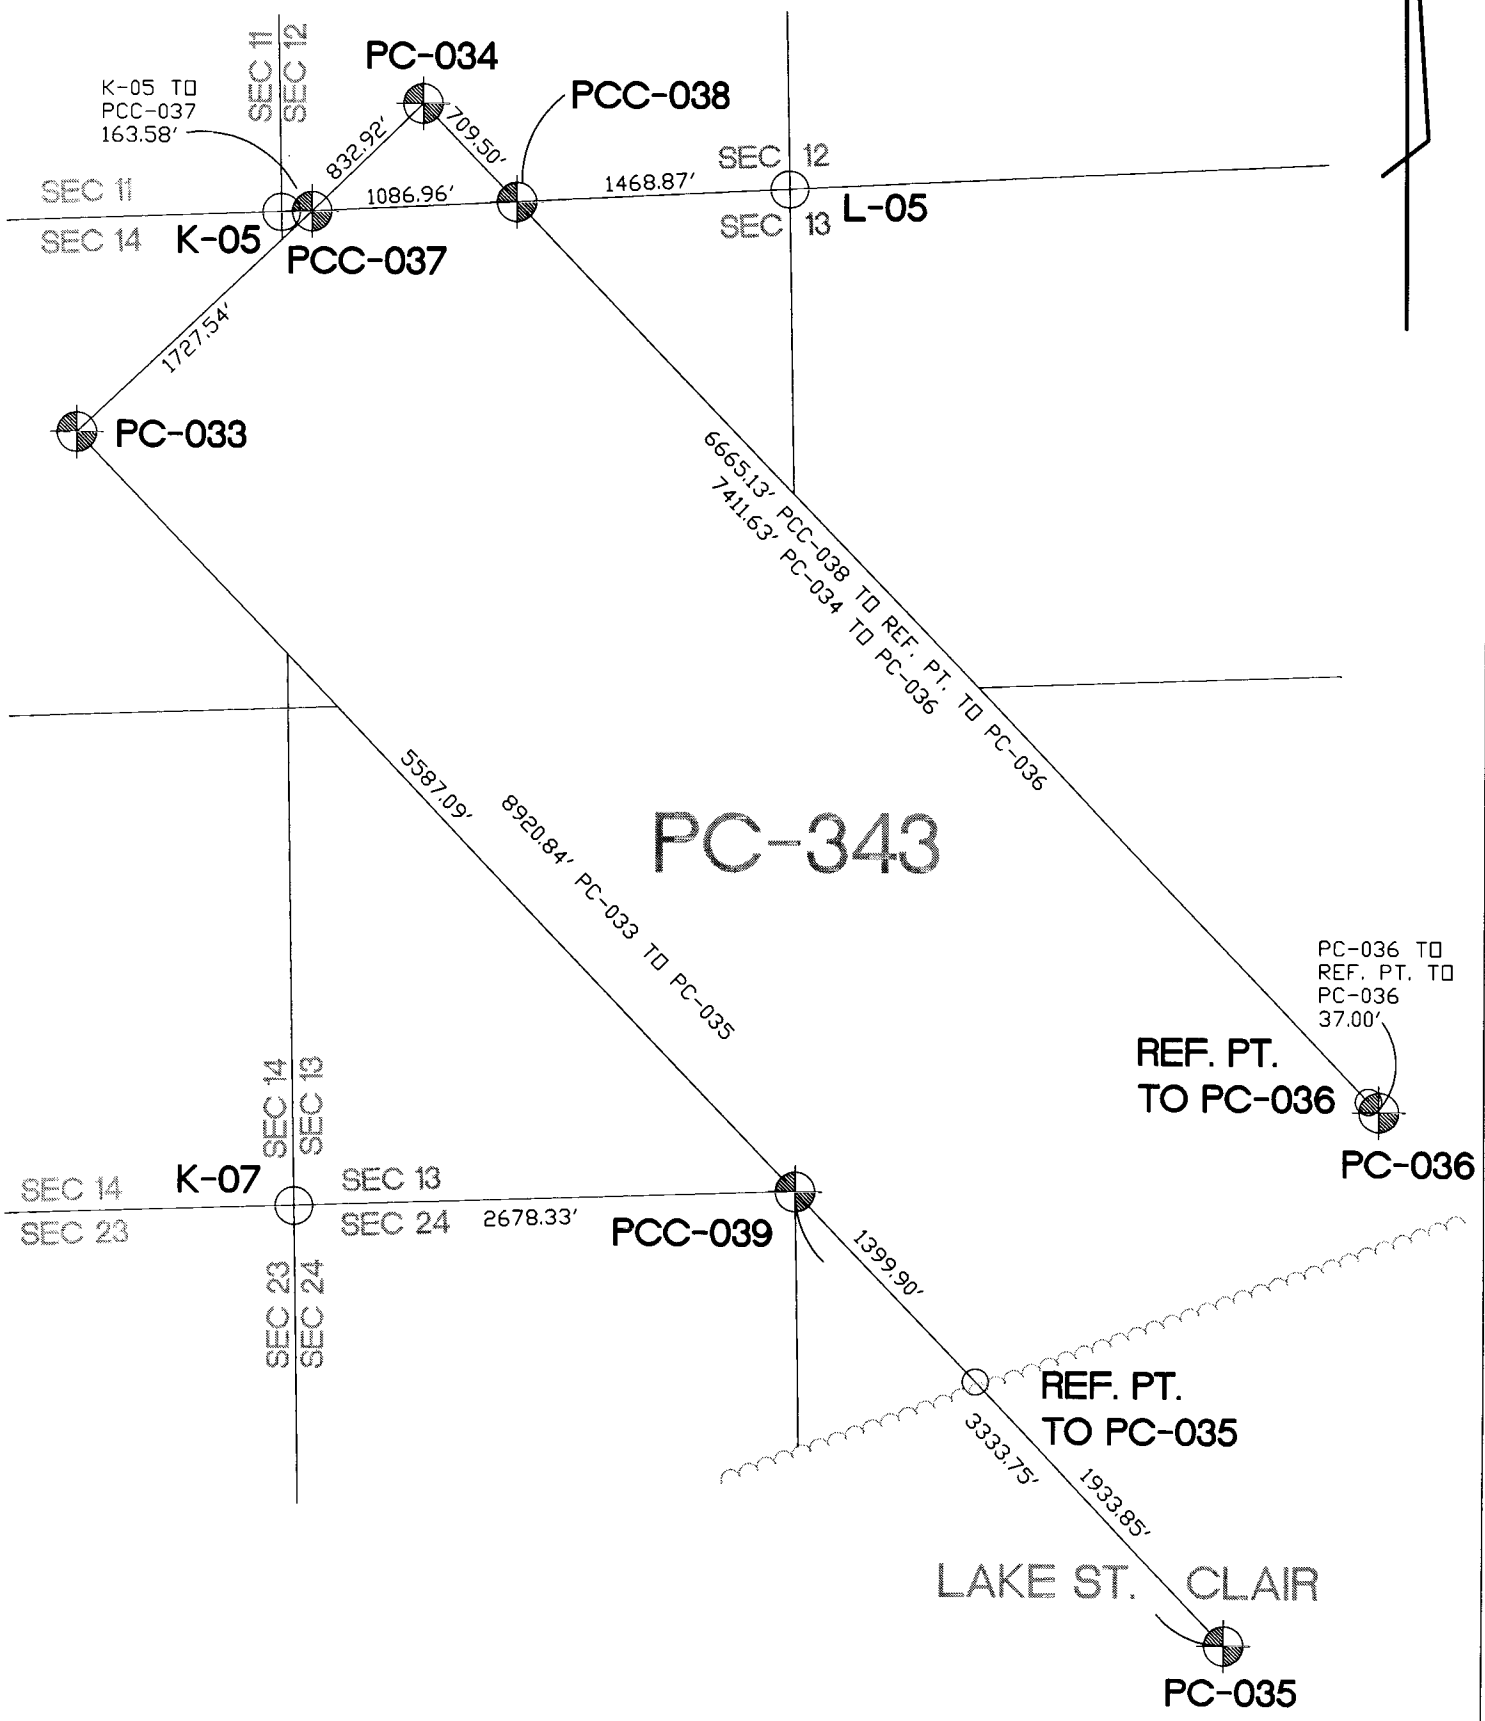 SEC 11
SEC 12
PC-034
K-05 TO
PCC-037
163.58'
PCC-038
832.92'
709.50'
SEC 12
SEC 11
1086.96'
1468.87'
L-05
SEC 14
K-05
SEC 13
PCC-037
1727.54'
PC-033
6665.13' PCC-038 TO REF. PT. TO PC-036
7411.63' PC-034 TO PC-036
5587.09'
8920.84' PC-033 TO PC-035
PC-343
PC-036 TO
REF. PT. TO
PC-036
37.00'
REF. PT.
TO PC-036
PC-036
SEC 14
SEC 13
SEC 14
K-07
SEC 13
SEC 23
SEC 24
2678.33'
PCC-039
SEC 23
SEC 24
1399.90'
REF. PT.
TO PC-035
3333.75'
1933.85'
LAKE ST. CLAIR
PC-035